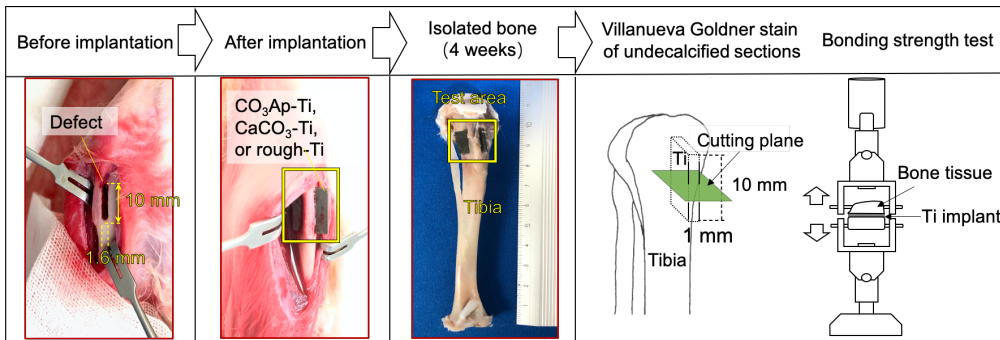 Before implantation
After implantation
Isolated bone
(4 weeks)
Villanueva Goldner stain
of undecalcified sections
Bonding strength test
Defect
10 mm
1.6 mm
CO₃Ap-Ti,
CaCO₃-Ti,
or rough-Ti
Test area
Tibia
Ti
Cutting plane
10 mm
1 mm
Tibia
Bone tissue
Ti implant